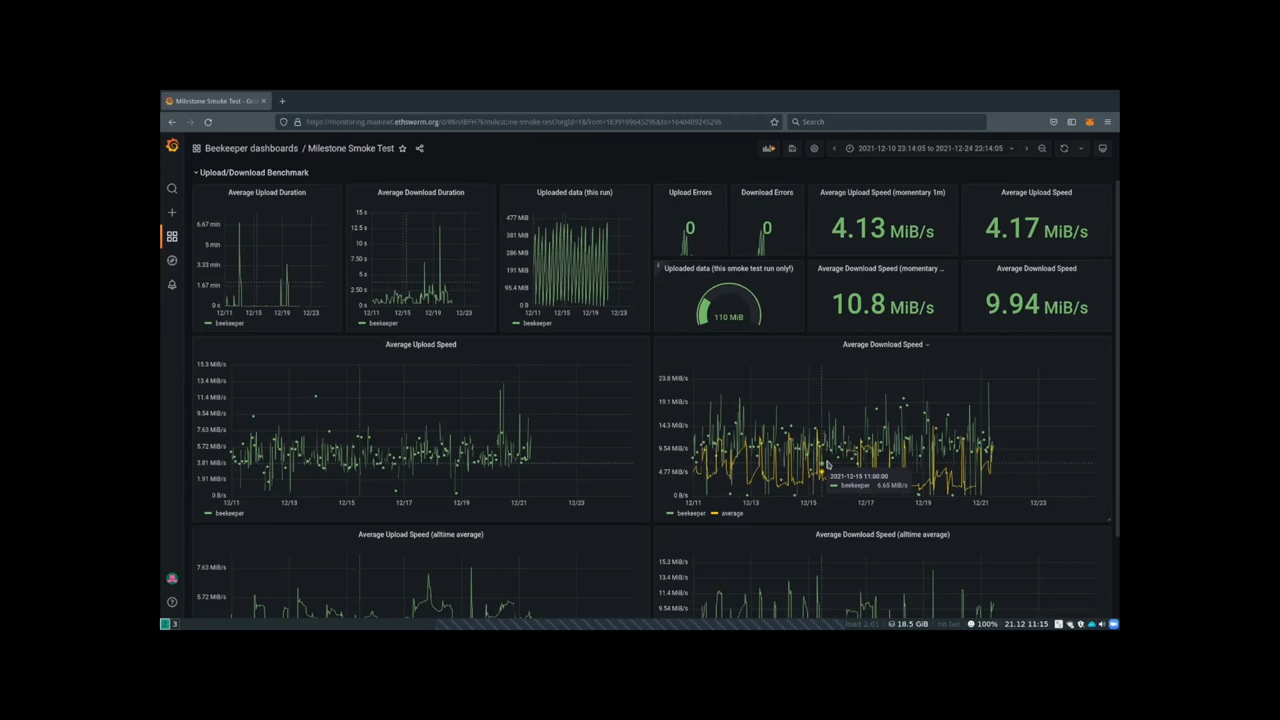 Milestone Smoke Test - Gr
https://monitoring.mainnet.ethswarm.org
Search
Beekeeper dashboards / Milestone Smoke Test
2021-12-10 23:14:05 to 2021-12-24 23:14:05
Upload/Download Benchmark
Average Upload Duration
6.67 min
5 min
3.33 min
1.67 min
0 s
12/11 12/15 12/19 12/23
beekeeper
Average Download Duration
15 s
12.5 s
10 s
7.50 s
5 s
2.50 s
0 s
12/11 12/15 12/19 12/23
beekeeper
Uploaded data (this run)
477 MiB
381 MiB
286 MiB
191 MiB
95.4 MiB
0 B
12/11 12/15 12/19 12/23
beekeeper
Upload Errors
0
Download Errors
0
Average Upload Speed (momentary 1m)
4.13 MiB/s
Average Upload Speed
4.17 MiB/s
Uploaded data (this smoke test run only!)
110 MiB
Average Download Speed (momentary ...
10.8 MiB/s
Average Download Speed
9.94 MiB/s
Average Upload Speed
15.3 MiB/s
13.4 MiB/s
11.4 MiB/s
9.54 MiB/s
7.63 MiB/s
5.72 MiB/s
3.81 MiB/s
1.91 MiB/s
0 B/s
12/11 12/13 12/15 12/17 12/19 12/21 12/23
beekeeper
Average Download Speed
23.8 MiB/s
19.1 MiB/s
14.3 MiB/s
9.54 MiB/s
4.77 MiB/s
0 B/s
12/11 12/13 12/15 12/17 12/19 12/21 12/23
2021-12-15 11:00:00
beekeeper 6.65 MiB/s
beekeeper average
Average Upload Speed (alltime average)
7.63 MiB/s
5.72 MiB/s
Average Download Speed (alltime average)
15.3 MiB/s
13.4 MiB/s
11.4 MiB/s
9.54 MiB/s
3
load 2.01 18.5 GiB no lan 100% 21.12 11:15